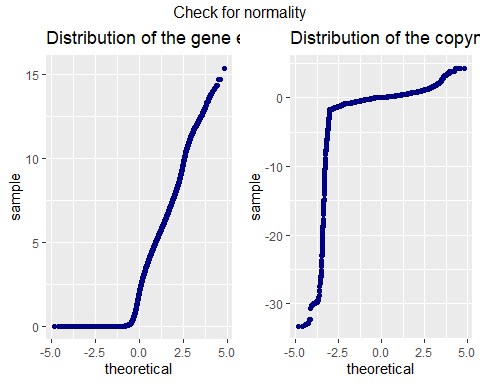 Check for normality
Distribution of the gene e
Distribution of the copyr
sample
15
10
5
0
-5.0
-2.5
0.0
2.5
5.0
theoretical
sample
0
-10
-20
-30
-5.0
-2.5
0.0
2.5
5.0
theoretical